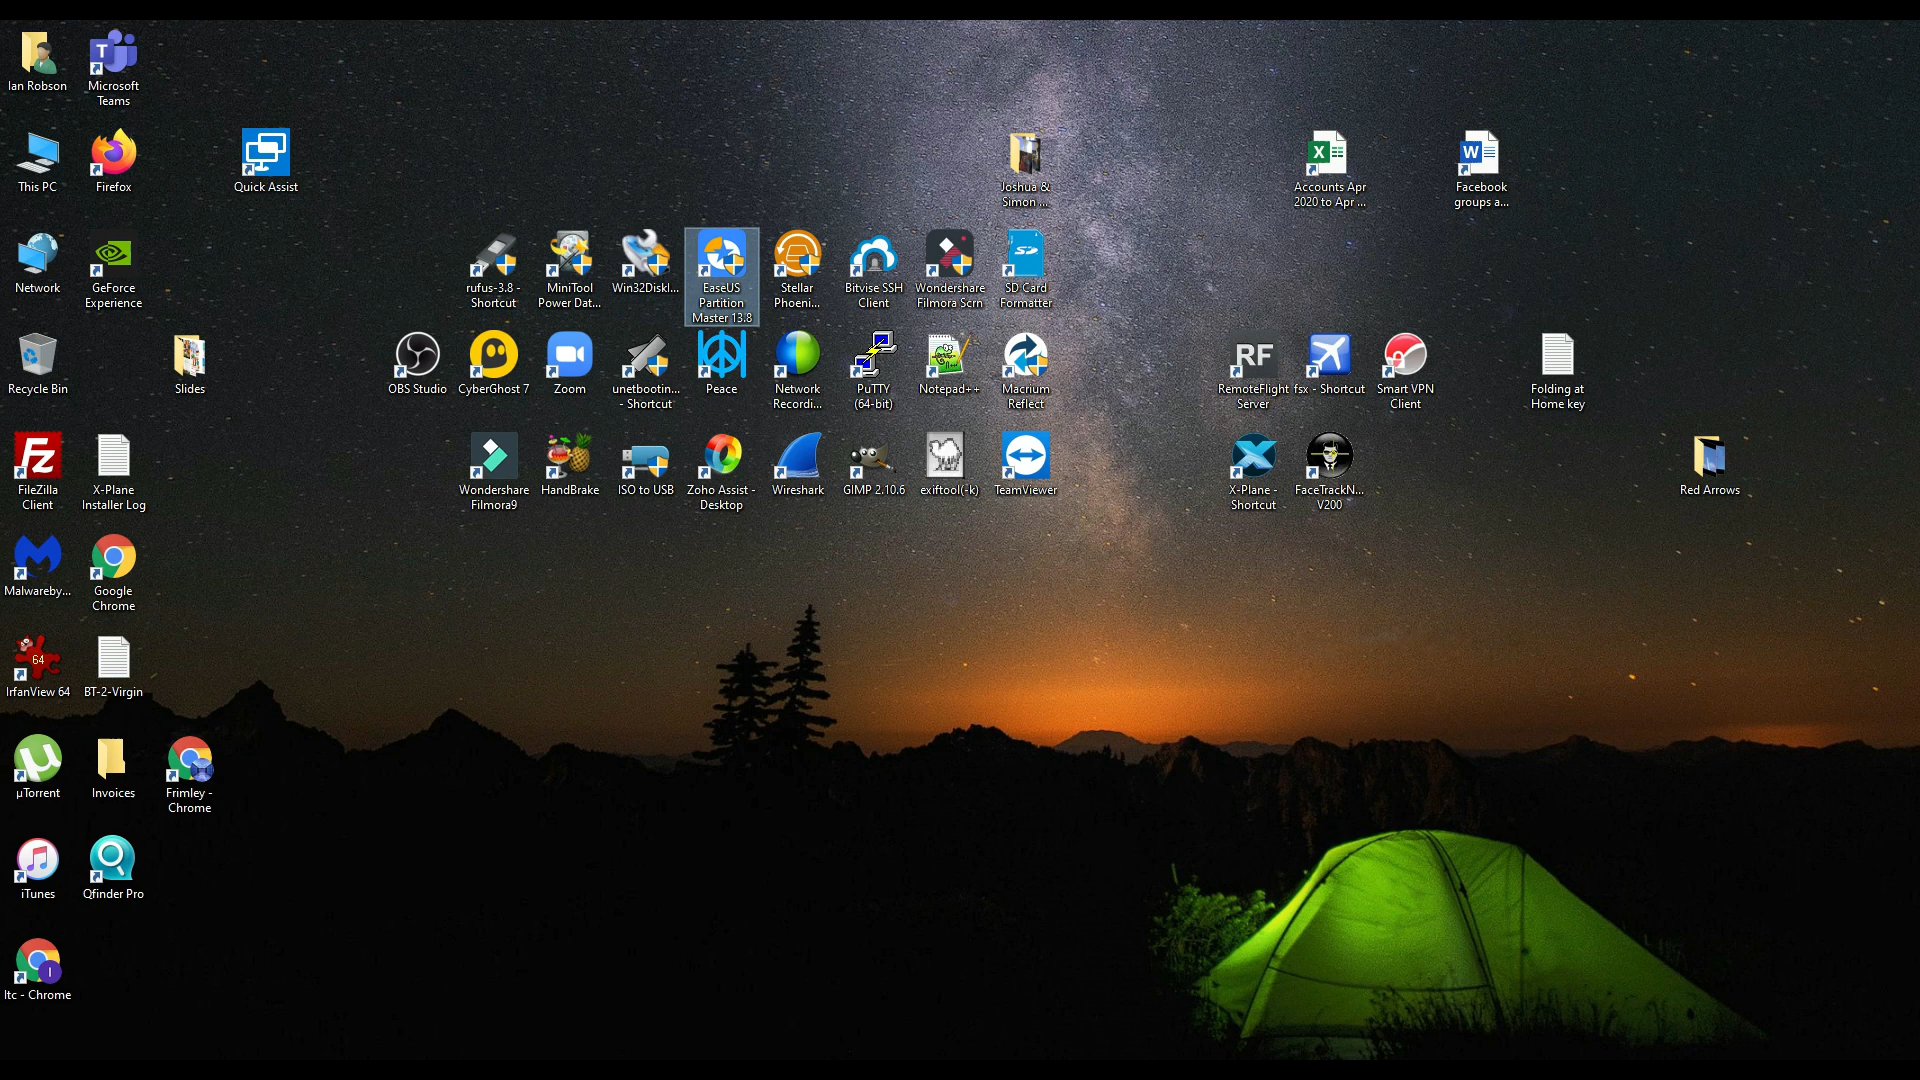 Ian Robson
Microsoft
Teams
This PC
Firefox
Quick Assist
Joshua &
Simon ...
X
Accounts Apr
2020 to Apr ...
W
Facebook
groups a...
Network
GeForce
Experience
rufus-3.8 -
Shortcut
MiniTool
Power Dat...
Win32DiskI...
EaseUS
Partition
Master 13.8
Stellar
Phoeni...
Bitvise SSH
Client
Wondershare
Filmora Scrn
SD
SD Card
Formatter
Recycle Bin
Slides
OBS Studio
CyberGhost 7
Zoom
unetbootin...
- Shortcut
Peace
Network
Recordi...
PuTTY
(64-bit)
Notepad++
Macrium
Reflect
RF
RemoteFlight
Server
fsx - Shortcut
Smart VPN
Client
Folding at
Home key
Fz
FileZilla
Client
X-Plane
Installer Log
Wondershare
Filmora9
HandBrake
ISO to USB
Zoho Assist -
Desktop
Wireshark
GIMP 2.10.6
exiftool(-k)
TeamViewer
X-Plane -
Shortcut
FaceTrackN...
V200
Red Arrows
Malwareby...
Google
Chrome
64
IrfanView 64
BT-2-Virgin
µ
µTorrent
Invoices
Frimley -
Chrome
iTunes
Qfinder Pro
I
ltc - Chrome